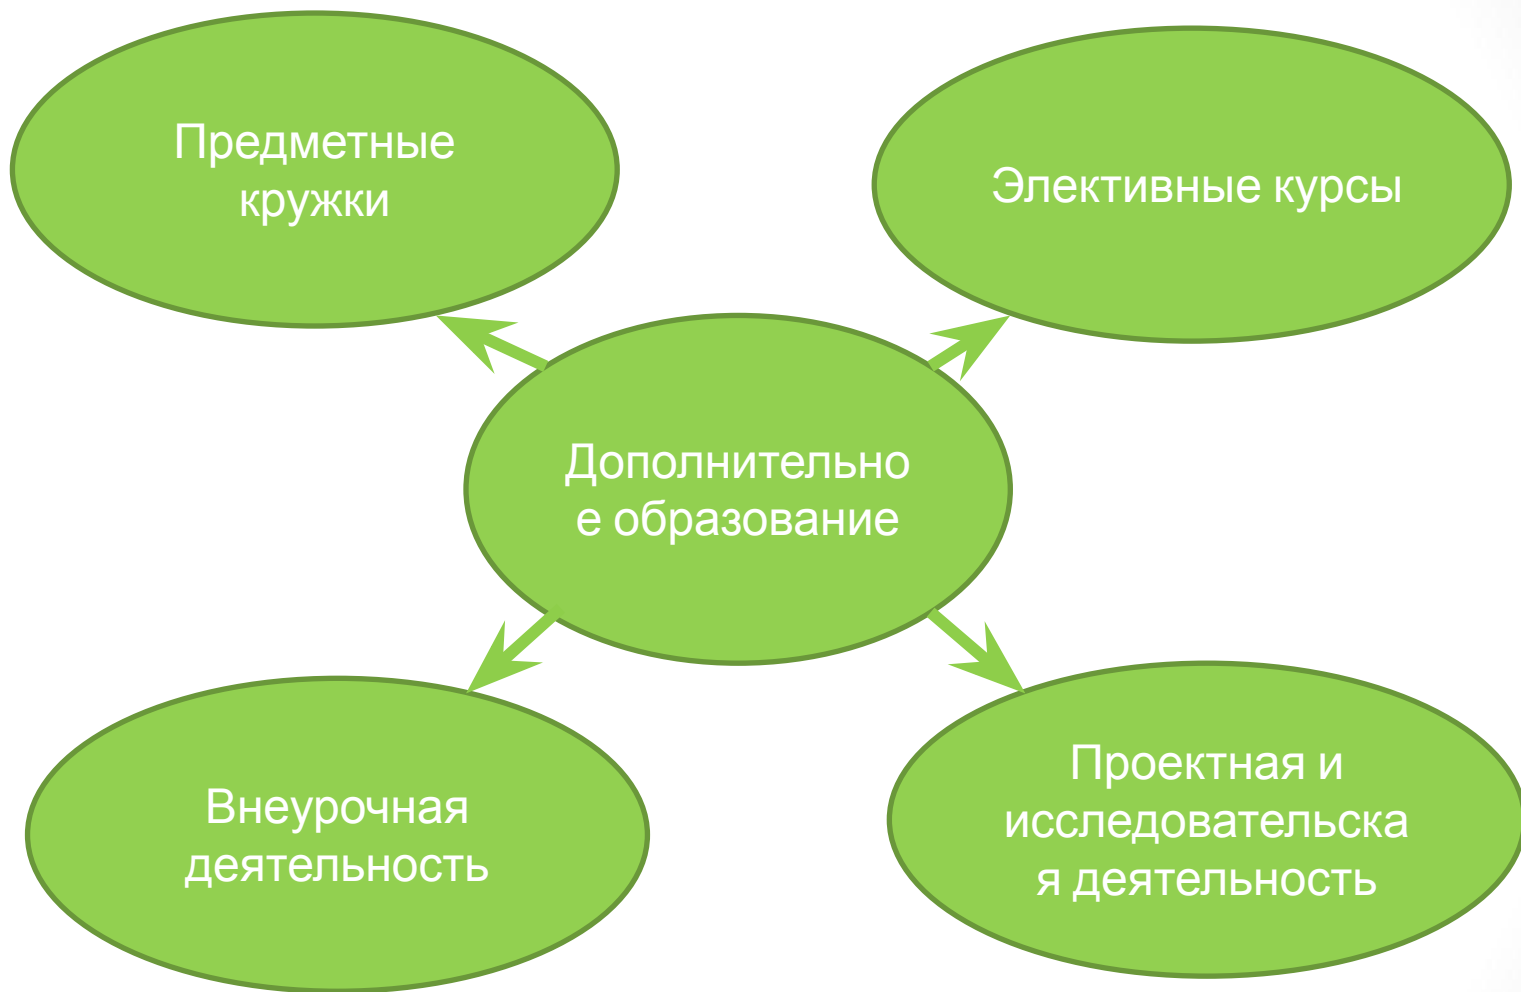 Предметные
кружки
Элективные курсы
Дополнительно
е образование
Внеурочная
деятельность
Проектная и
исследовательска
я деятельность